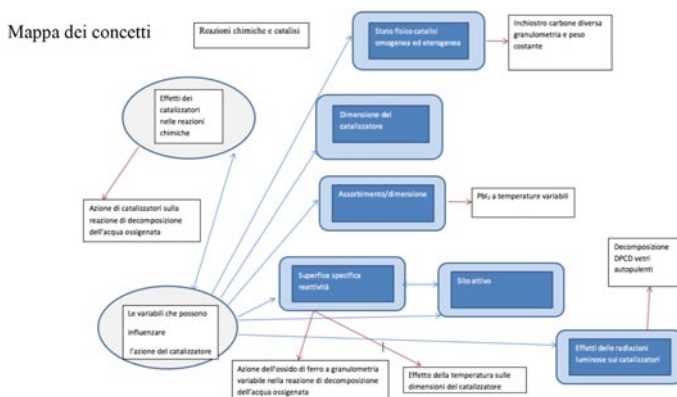 Mappa dei concetti
Reazioni chimiche e catalisi
Stato fisico catalisi
omogenea ed eterogenea
Inchiostro carbone diversa
granulometria e peso
costante
Effetti dei
catalizzatori
nelle reazioni
chimiche
Dimensione del
catalizzatore
Azione di catalizzatori sulla
reazione di decomposizione
dell'acqua ossigenata
Assorbimento/dimensione
PbI₂ a temperature variabili
Decomposizione
DPCD vetri
autopulenti
Superfice specifica
reattività
Sito attivo
Le variabili che possono
influenzare
l'azione del catalizzatore
Effetti delle radiazioni
luminose sui catalizzatori
Azione dell'ossido di ferro a granulometria
variabile nella reazione di decomposizione
dell'acqua ossigenata
Effetto della temperatura sulle
dimensioni del catalizzatore